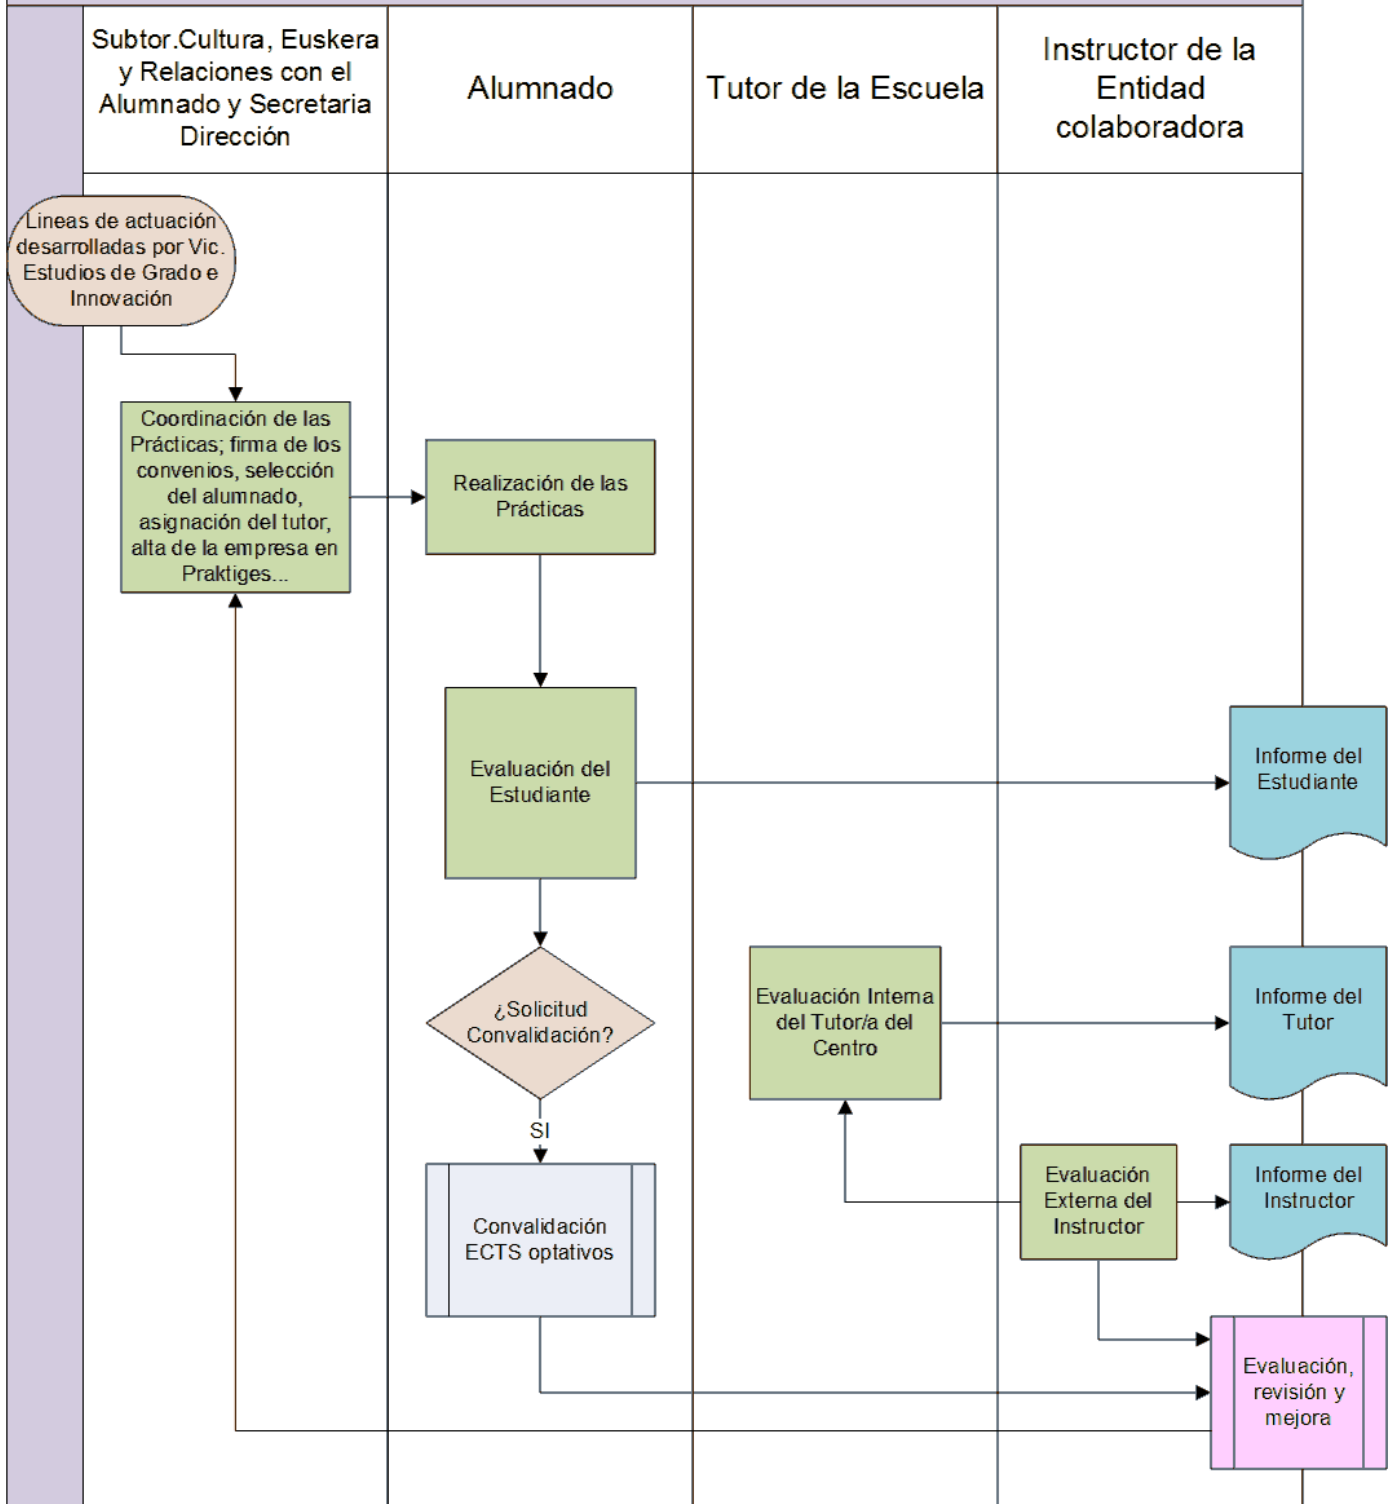 Subtor.Cultura, Euskera
y Relaciones con el
Alumnado y Secretaria
Dirección
Alumnado
Tutor de la Escuela
Instructor de la
Entidad
colaboradora
Lineas de actuación
desarrolladas por Vic.
Estudios de Grado e
Innovación
Coordinación de las
Prácticas; firma de los
convenios, selección
del alumnado,
asignación del tutor,
alta de la empresa en
Praktiges...
Realización de las
Prácticas
Evaluación del
Estudiante
Informe del
Estudiante
¿Solicitud
Convalidación?
Evaluación Interna
del Tutor/a del
Centro
Informe del
Tutor
SI
Convalidación
ECTS optativos
Evaluación
Externa del
Instructor
Informe del
Instructor
Evaluación,
revisión y
mejora